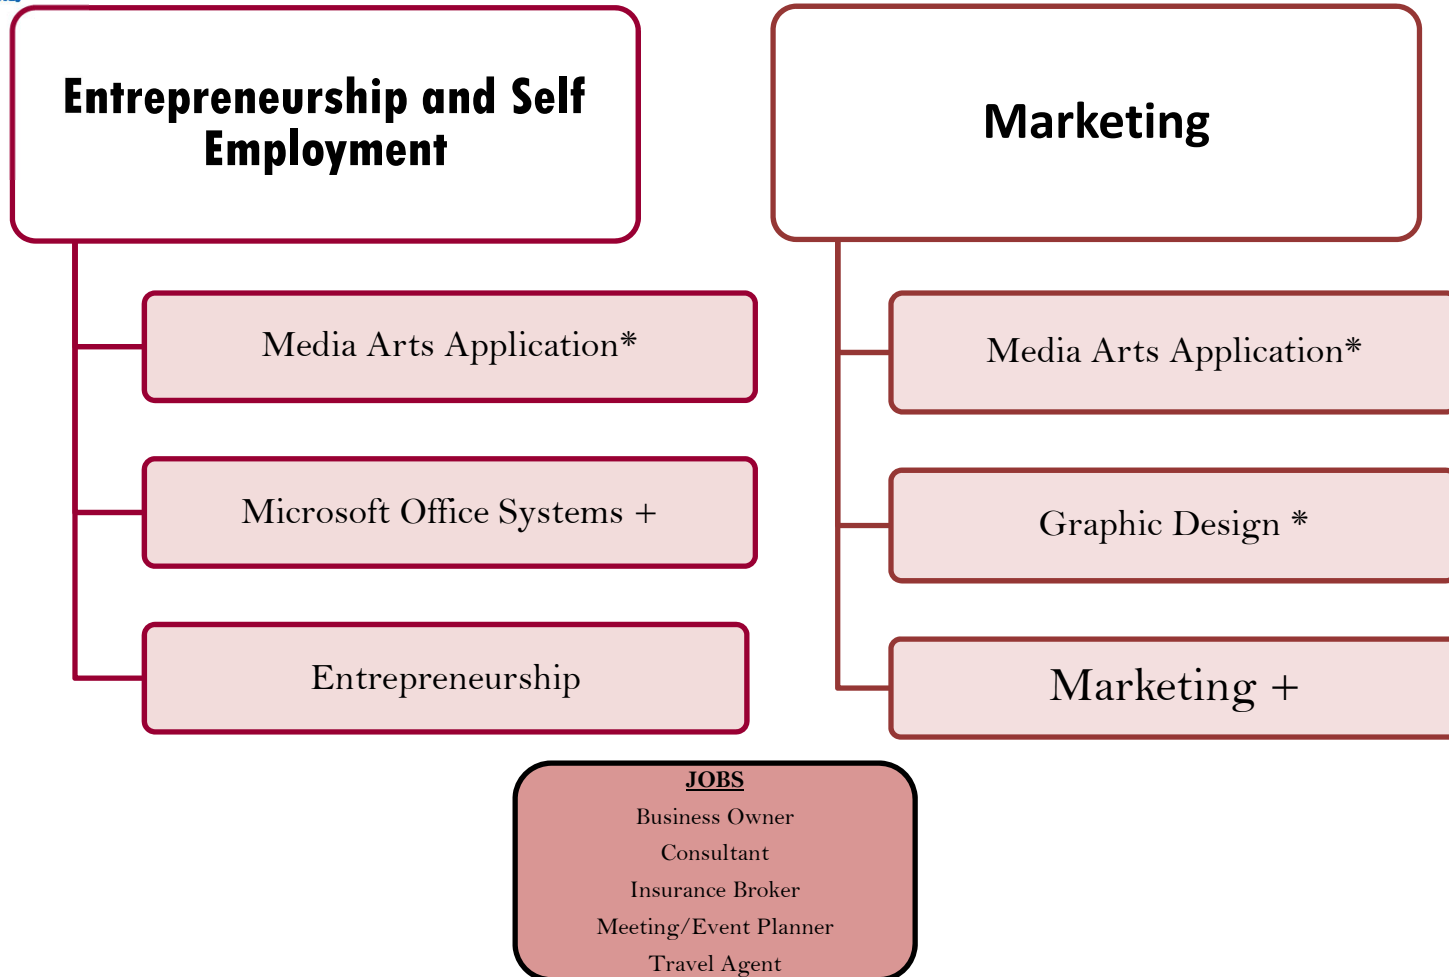 Entrepreneurship and Self
Employment
Media Arts Application*
Microsoft Office Systems +
Entrepreneurship
Marketing
Media Arts Application*
Graphic Design *
Marketing +
JOBS
Business Owner
Consultant
Insurance Broker
Meeting/Event Planner
Travel Agent